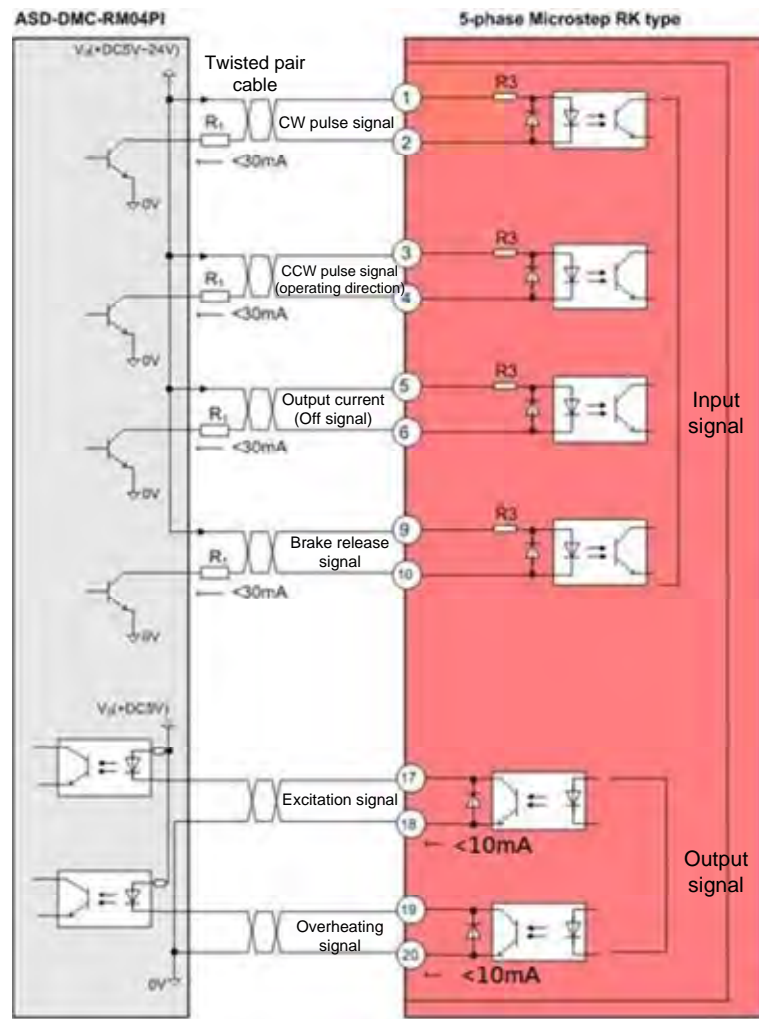 ASD-DMC-RM04PI
5-phase Microstep RK type
(+DC5V~24V)
Twisted pair
cable
R3
1
R₁
CW pulse signal
2
<30mA
0V
R3
3
CCW pulse signal
(operating direction)
R₁
4
<30mA
0V
R3
5
Output current
(Off signal)
R₁
6
<30mA
0V
Input
signal
R3
9
Brake release
signal
R₁
10
<30mA
0V
(+DC5V)
17
Excitation signal
18
<10mA
Output
signal
19
Overheating
signal
20
<10mA
0V